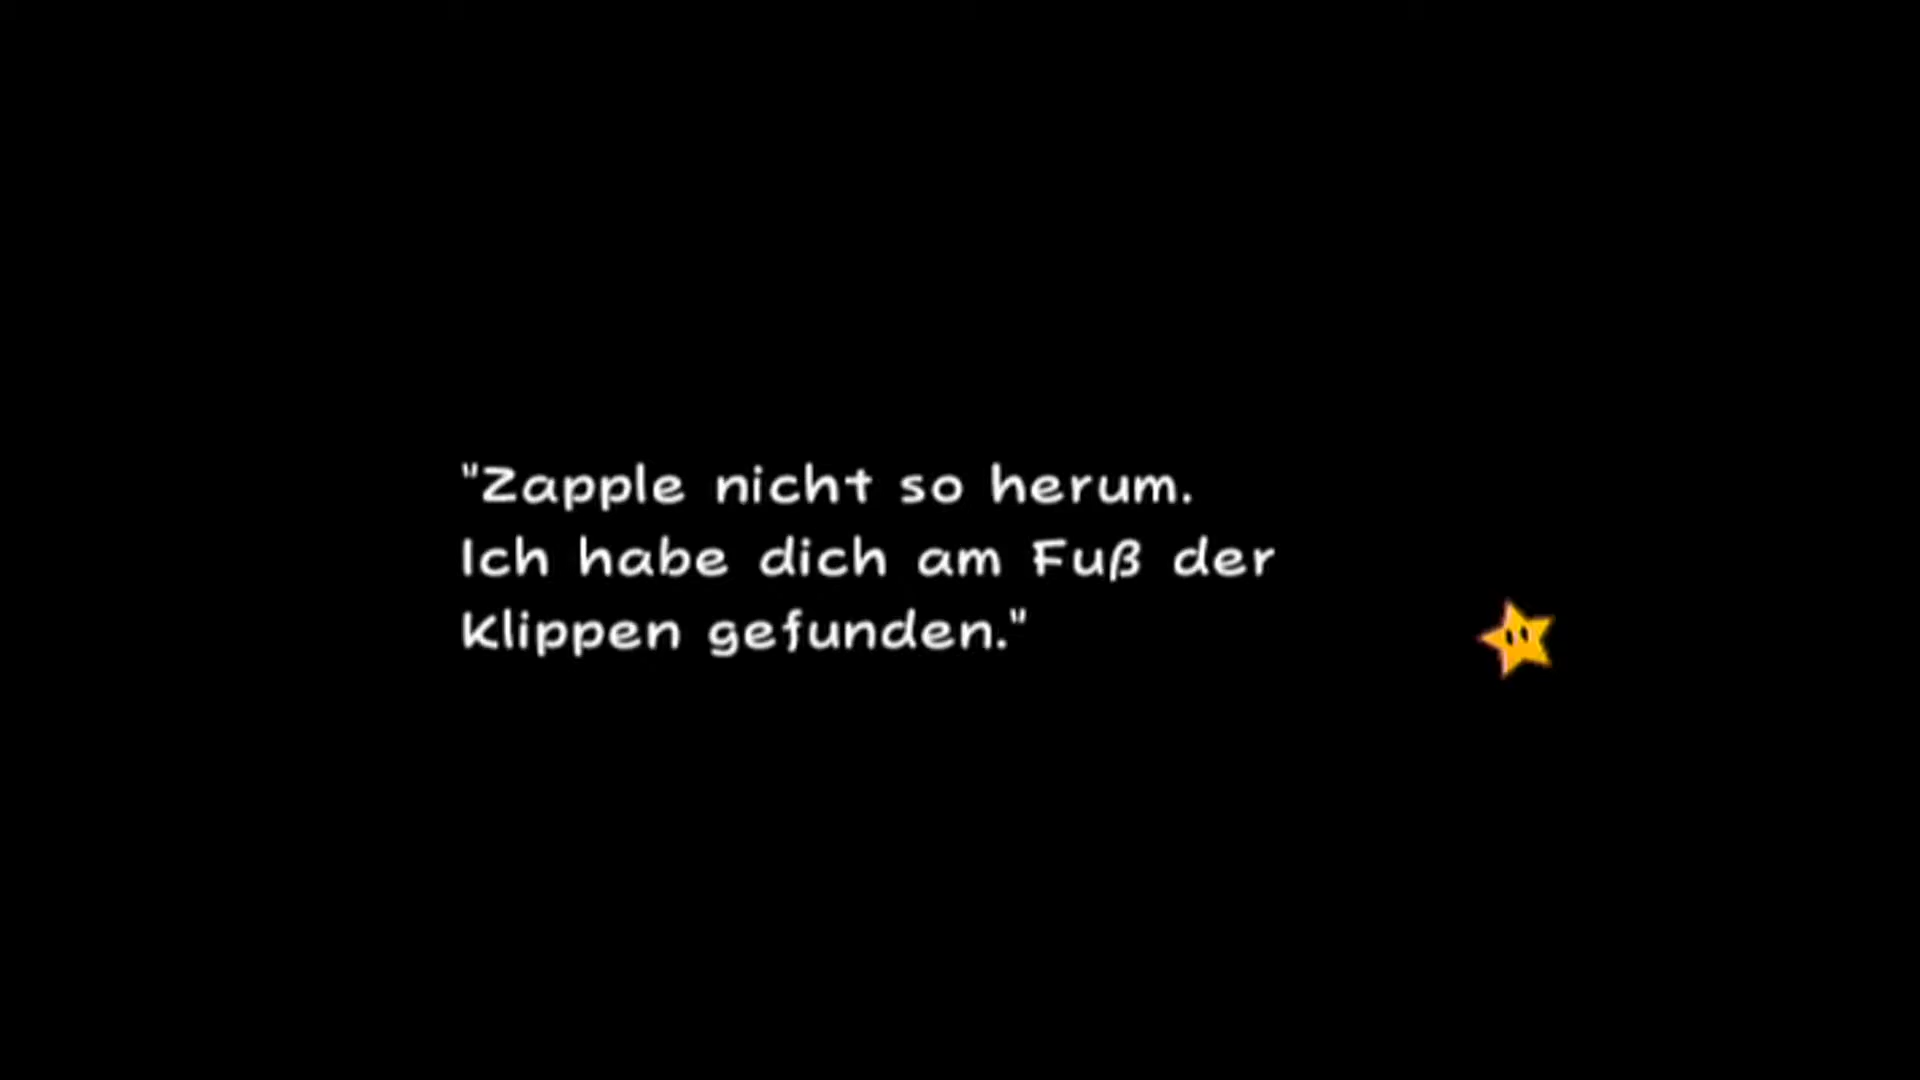 "Zapple nicht so herum.
Ich habe dich am Fuß der
Klippen gefunden."